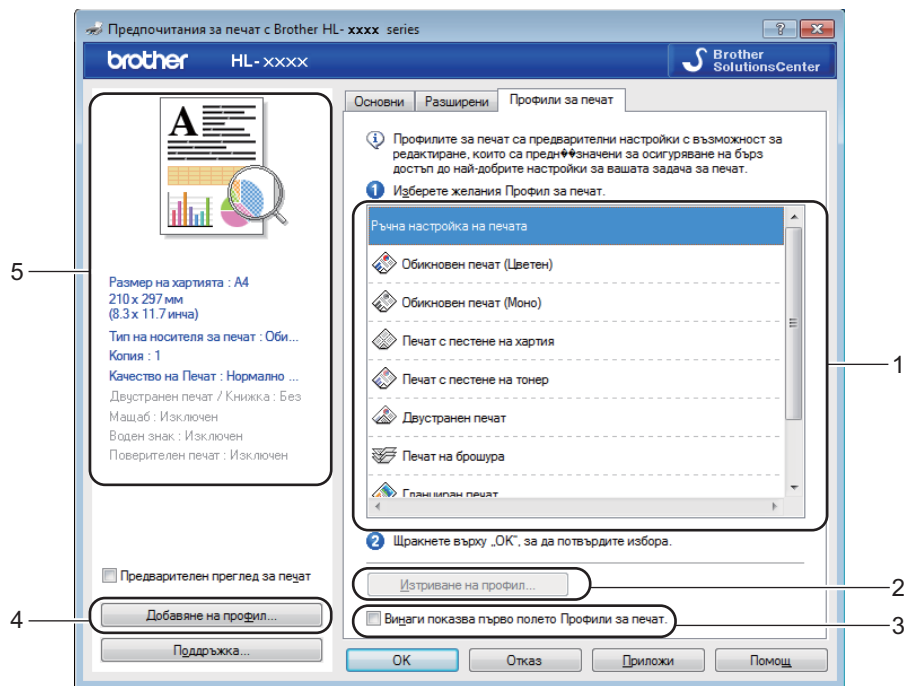 Предпочитания за печат с Brother HL- xxxx series
brother HL-xxxx
Brother
SolutionsCenter
Основни
Разширени
Профили за печат
A
Размер на хартията : A4
210 x 297 мм
(8.3 x 11.7 инча)
Тип на носителя за печат : Оби...
Копия : 1
Качество на Печат : Нормално ...
Двустранен печат / Книжка : Без
Мащаб : Изключен
Воден знак : Изключен
Поверителен печат : Изключен
Предварителен преглед за печат
Добавяне на профил...
Поддръжка...
Профилите за печат са предварителни настройки с възможност за
редактиране, които са предн��значени за осигуряване на бърз
достъп до най-добрите настройки за вашата задача за печат.
1 Изберете желания Профил за печат.
Ръчна настройка на печата
Обикновен печат (Цветен)
Обикновен печат (Моно)
Печат с пестене на хартия
Печат с пестене на тонер
Двустранен печат
Печат на брошура
Гланциран печат
2 Щракнете върху „OK“, за да потвърдите избора.
Изтриване на профил...
Винаги показва първо полето Профили за печат.
OK
Отказ
Приложи
Помощ
5
4
1
2
3